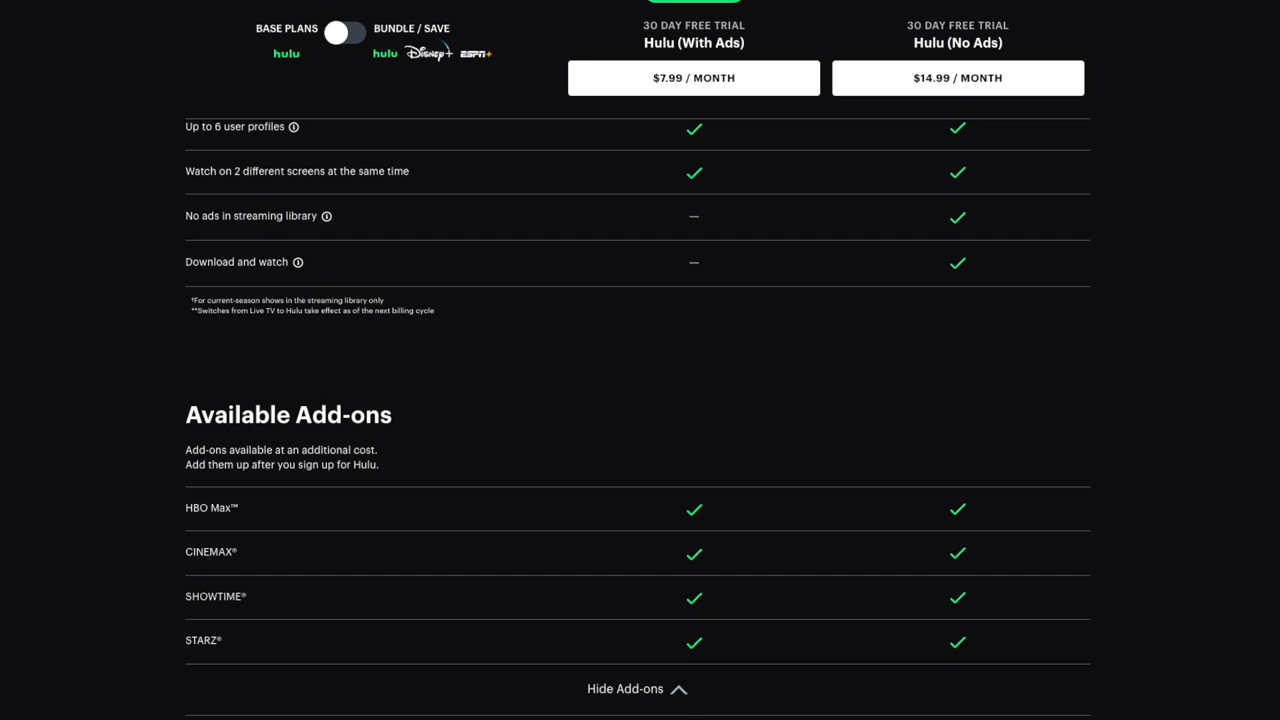 BASE PLANS
BUNDLE / SAVE
hulu
hulu Disney+ ESPN+
30 DAY FREE TRIAL
Hulu (With Ads)
$7.99 / MONTH
30 DAY FREE TRIAL
Hulu (No Ads)
$14.99 / MONTH
Up to 6 user profiles
Watch on 2 different screens at the same time
No ads in streaming library
Download and watch
†For current-season shows in the streaming library only
**Switches from Live TV to Hulu take effect as of the next billing cycle
Available Add-ons
Add-ons available at an additional cost.
Add them up after you sign up for Hulu.
HBO Max™
CINEMAX®
SHOWTIME®
STARZ®
Hide Add-ons